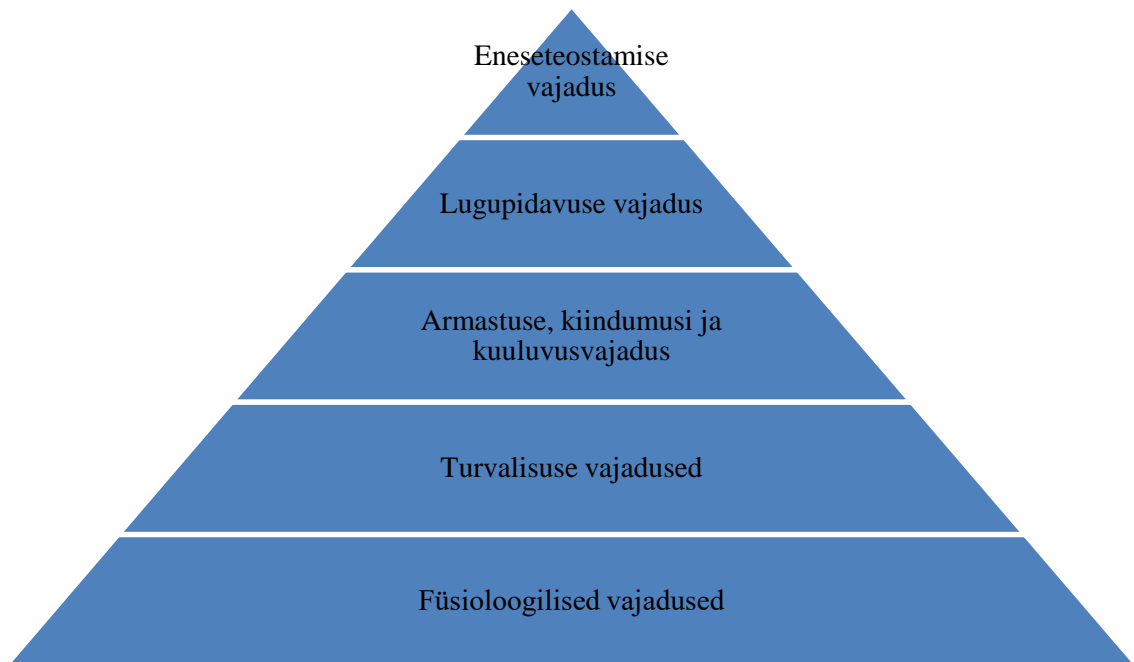 Eneseteostamise
vajadus
Lugupidavuse vajadus
Armastuse, kiindumusi ja
kuuluvusvajadus
Turvalisuse vajadused
Füsioloogilised vajadused